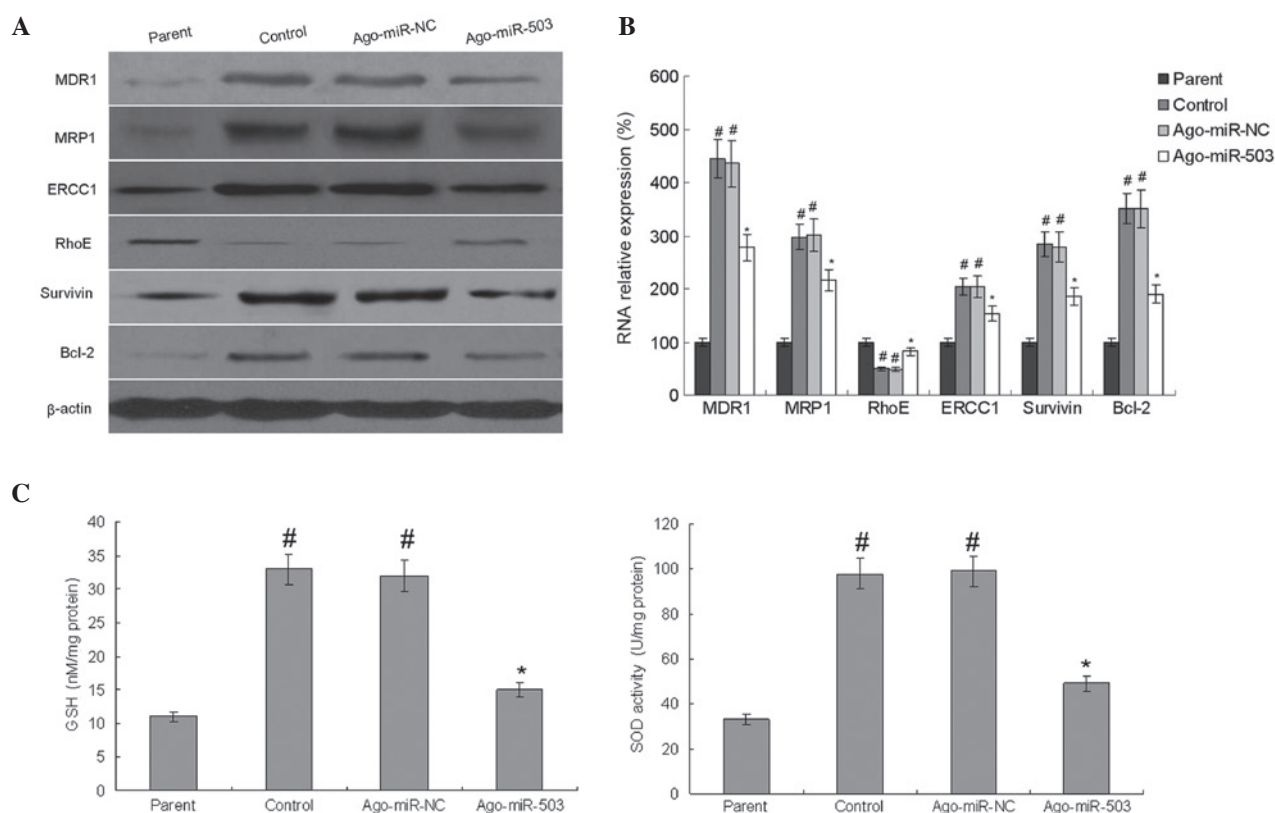 A
Parent Control Ago-miR-NC Ago-miR-503
MDR1
MRP1
ERCC1
RhoE
Survivin
Bcl-2
β-actin
B
RNA relative expression (%)
600
500
400
300
200
100
0
# # *
# # *
# # *
# # *
# # *
# # *
MDR1 MRP1 RhoE ERCC1 Survivin Bcl-2
Parent
Control
Ago-miR-NC
Ago-miR-503
C
GSH (nM/mg protein)
40
35
30
25
20
15
10
5
0
# # *
Parent Control Ago-miR-NC Ago-miR-503
SOD activity (U/mg protein)
120
100
80
60
40
20
0
# # *
Parent Control Ago-miR-NC Ago-miR-503